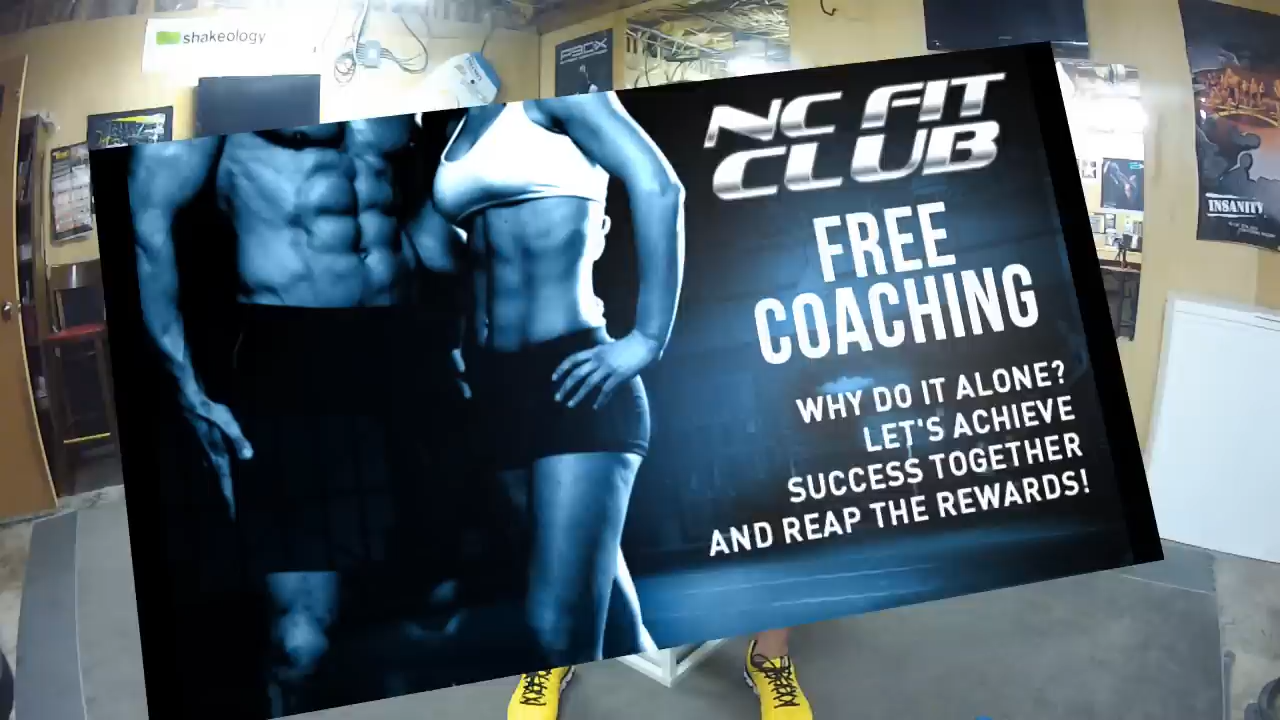 shakeology
P90X
INSANITY
NC FIT
CLUB
FREE
COACHING
WHY DO IT ALONE?
LET'S ACHIEVE
SUCCESS TOGETHER
AND REAP THE REWARDS!